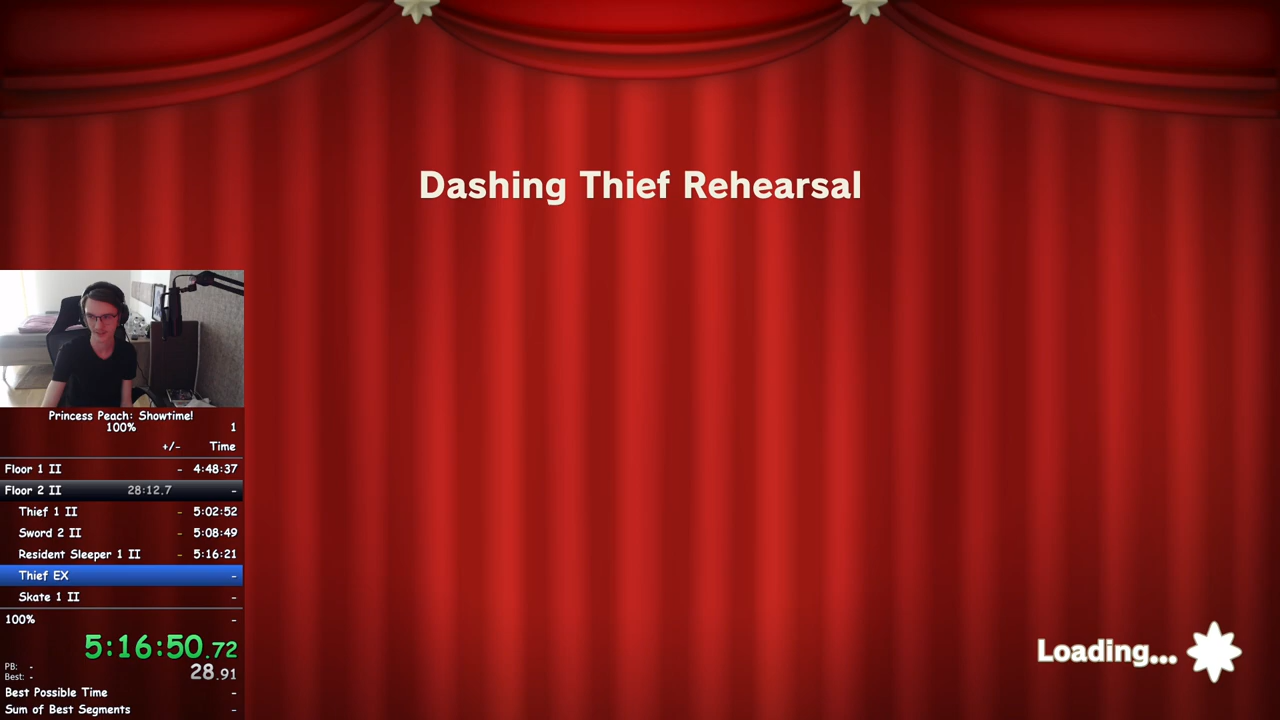 Dashing Thief Rehearsal
Princess Peach: Showtime!
100% 1
+/- Time
Floor 1 II - 4:48:37
Floor 2 II 28:12.7 -
Thief 1 II - 5:02:52
Sword 2 II - 5:08:49
Resident Sleeper 1 II - 5:16:21
Thief EX -
Skate 1 II -
100% -
5:16:50.72
PB: -
28.91
Best: -
Best Possible Time -
Sum of Best Segments -
Loading...